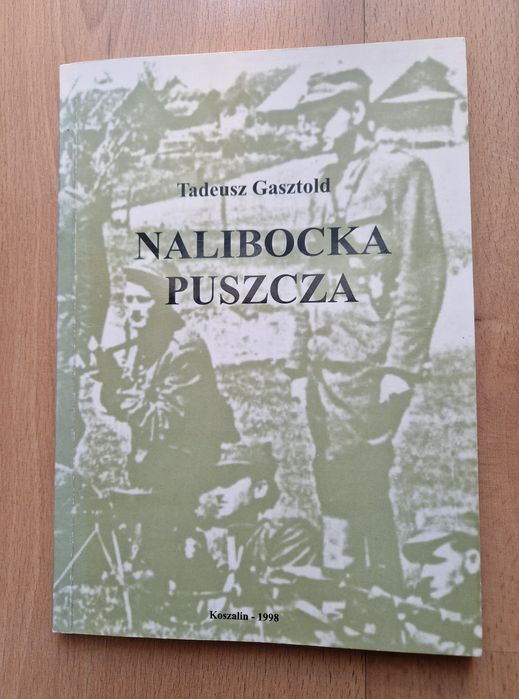 Tadeusz Gasztold
NALIBOCKA
PUSZCZA
Koszalin - 1998